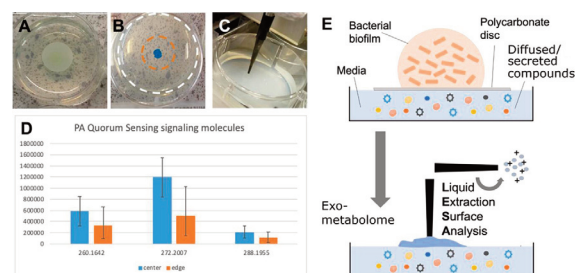 A
B
C
D
PA Quorum Sensing signaling molecules
1800000
1600000
1400000
1200000
1000000
800000
600000
400000
200000
0
260.1642
272.2007
288.1955
center
edge
E
Bacterial
biofilm
Polycarbonate
disc
Diffused/
secreted
compounds
Media
Exo-
metabolome
Liquid
Extraction
Surface
Analysis